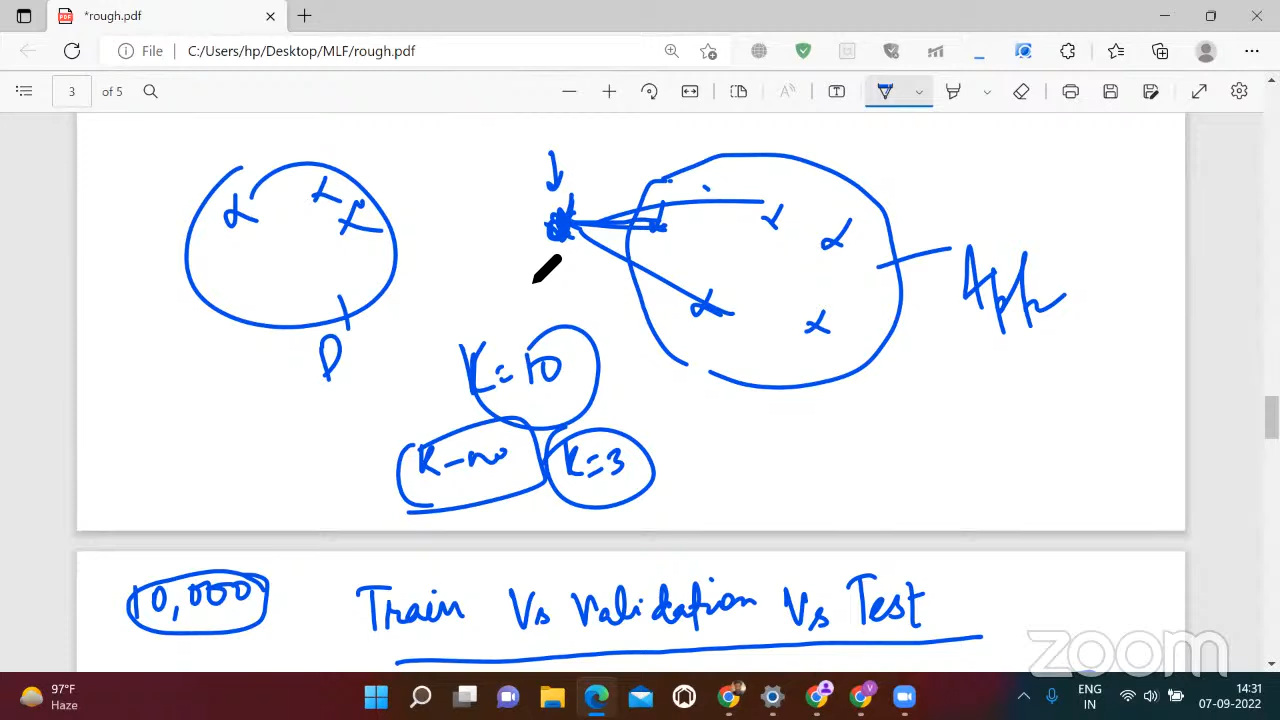 *rough.pdf
File C:/Users/hp/Desktop/MLF/rough.pdf
3 of 5
P
K=10
K=3
10,000 Train Vs Validation Vs Test
zoom
97°F
Haze
ENG
IN
14:31
07-09-2022